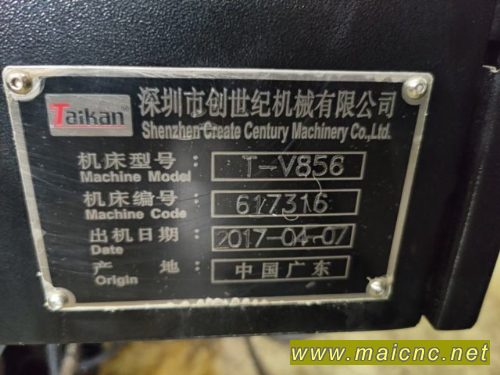 Taikan 深圳市创世纪机械有限公司
Shenzhen Create Century Machinery Co.,Ltd.
机床型号: T-V856
Machine Model
机床编号: 617316
Machine Code
出机日期: 2017-04-07
Date
产 地: 中国广东
Origin
www.maicnc.net